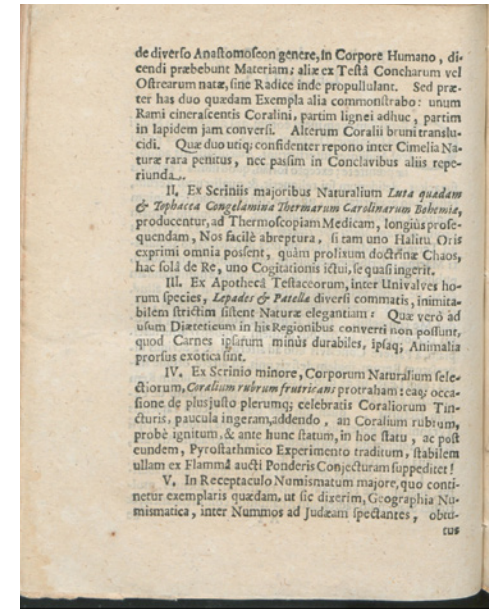 de diverso Anastomoseon genere, in Corpore Humano, di-
cendi præbebunt Materiam; aliæ ex Testâ Concharum vel
Ostrearum natæ, sine Radice inde propullulant. Sed præ-
ter has duo quædam Exempla alia commonstrabo: unum
Rami cinerascentis Coralini, partim lignei adhuc, partim
in lapidem jam conversi. Alterum Coralii bruni translu-
cidi. Quæ duo utiq; confidenter repono inter Cimelia Na-
turæ rara penitus, nec passim in Conclavibus aliis repe-
riunda.
II. Ex Scriniis majoribus Naturalium Luta quædam
& Tophacea Congelamina Thermarum Carolinarum Bohemiæ,
producentur, ad Thermoscopiam Medicam, longiùs prose-
quendam, Nos facilè abreptura, si tam uno Halitu Oris
exprimi omnia possent, quàm prolixum doctrinæ Chaos,
hac solâ de Re, uno Cogitationis ictui, se quasi ingerit.
III. Ex Apothecâ Testaceorum, inter Univalves ho-
rum species, Lepades & Patellæ diversi commatis, inimita-
bilem strictim sistent Naturæ elegantiam: Quæ verò ad
usum Diæteticum in his Regionibus converti non possunt,
quod Carnes ipsarum minùs durabiles, ipsaq; Animalia
prorsus exotica sint.
IV. Ex Scrinio minore, Corporum Naturalium sele-
ctiorum, Coralium rubrum frutricans protraham: eaq; occa-
sione de plus justo plerumq; celebratis Coraliorum Tin-
cturis, paucula ingeram, addendo, an Coralium rubrum,
probè ignitum, & ante hunc statum, in hoc statu, ac post
eundem, Pyrostathmico Experimento traditum, stabilem
ullam ex Flammâ aucti Ponderis Conjecturam suppeditet!
V. In Receptaculo Numismatum majore, quo conti-
netur exemplaris quædam, ut sic dixerim, Geographia Nu-
mismatica, inter Nummos ad Judæam spectantes, obtu-
tus